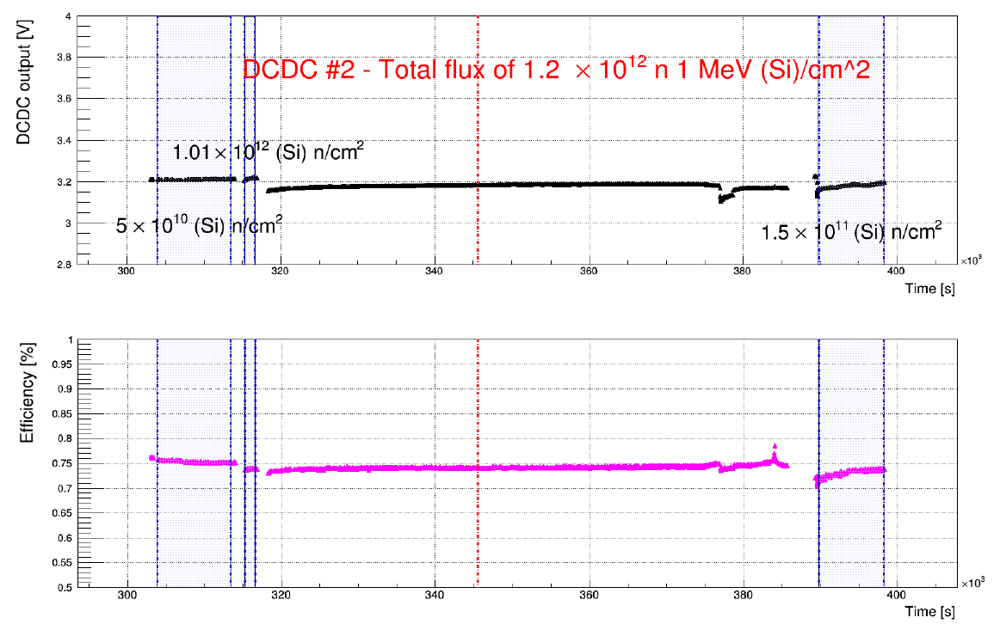 DCDC output [V]
4
3.8
3.6
3.4
3.2
3
2.8
DCDC #2 - Total flux of 1.2 × 10¹² n 1 MeV (Si)/cm^2
1.01 × 10¹² (Si) n/cm²
5 × 10¹⁰ (Si) n/cm²
1.5 × 10¹¹ (Si) n/cm²
300 320 340 360 380 400
×10³
Time [s]
Efficiency [%]
1
0.95
0.9
0.85
0.8
0.75
0.7
0.65
0.6
0.55
0.5
300 320 340 360 380 400
×10³
Time [s]